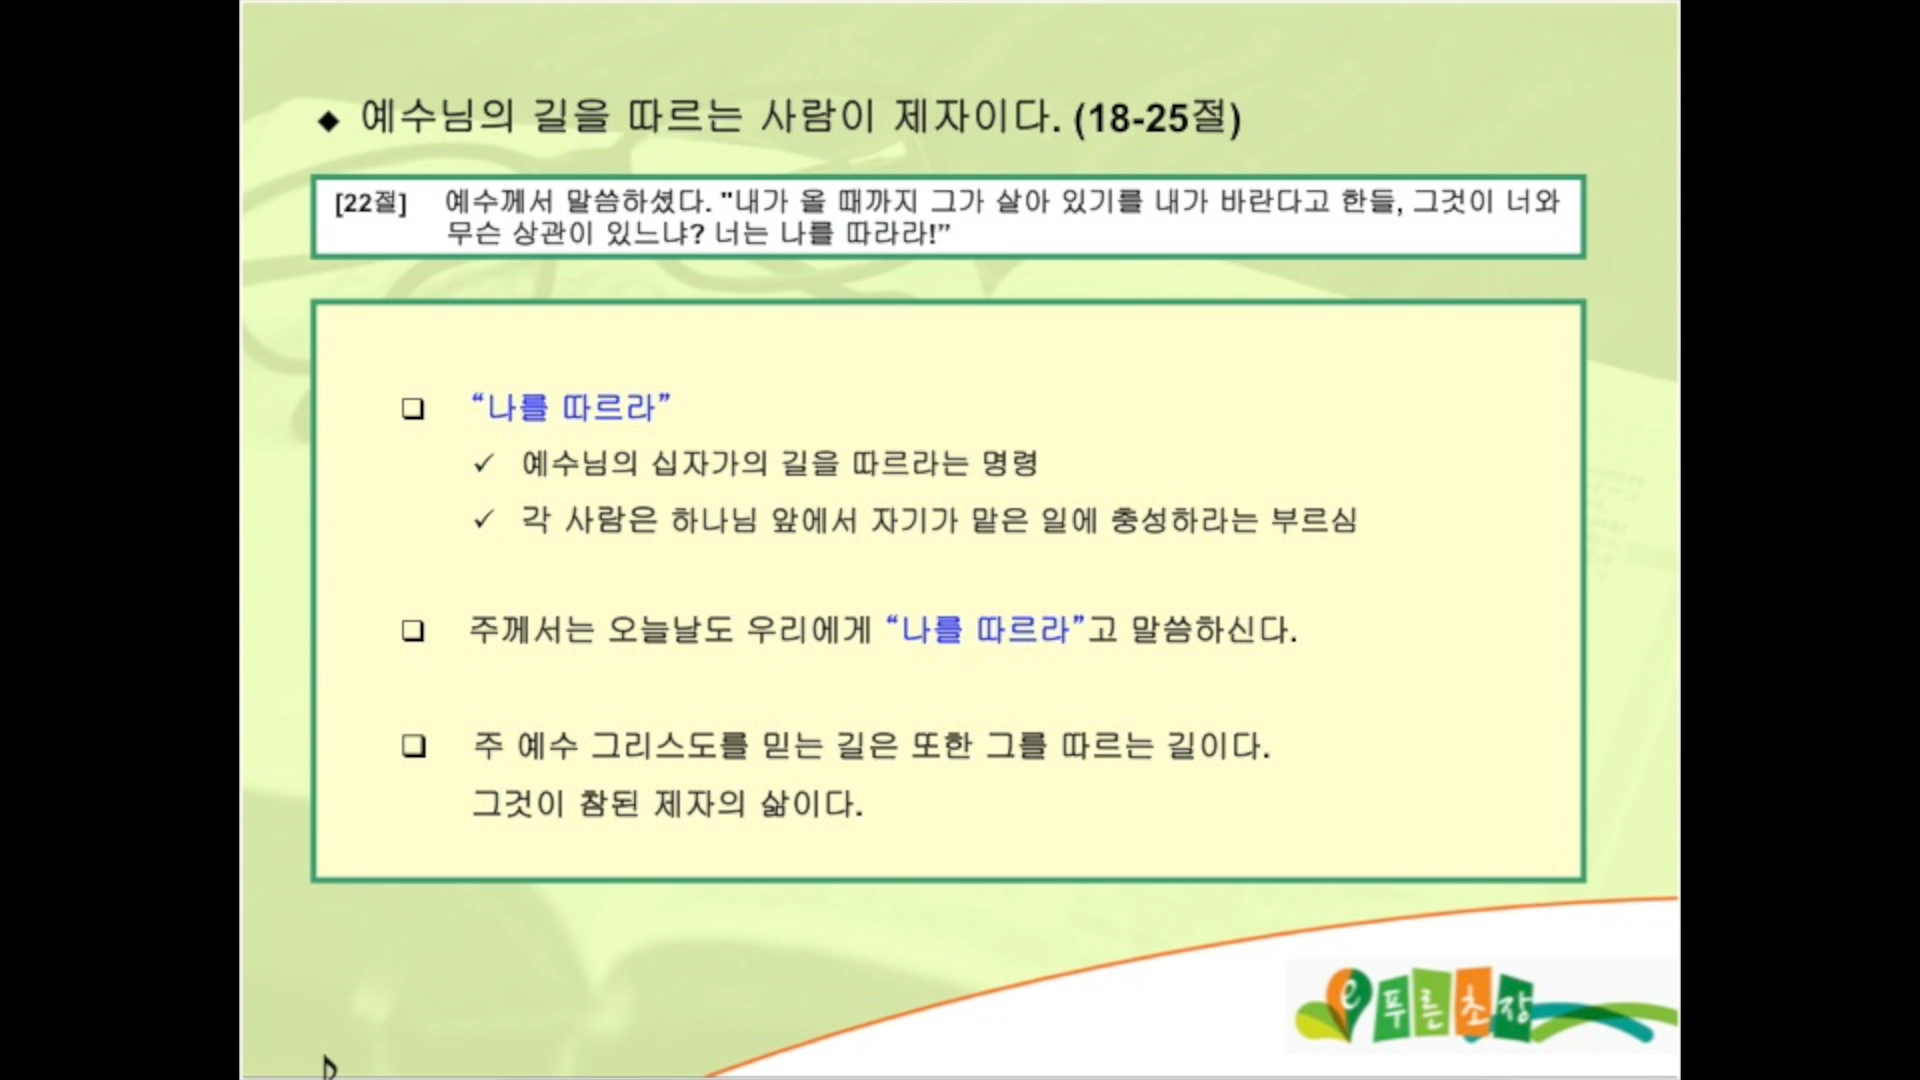 ◆ 예수님의 길을 따르는 사람이 제자이다. (18-25절)
[22절] 예수께서 말씀하셨다. "내가 올 때까지 그가 살아 있기를 내가 바란다고 한들, 그것이 너와
무슨 상관이 있느냐? 너는 나를 따라라!”
❑ “나를 따르라”
✓ 예수님의 십자가의 길을 따르라는 명령
✓ 각 사람은 하나님 앞에서 자기가 맡은 일에 충성하라는 부르심
❑ 주께서는 오늘날도 우리에게 “나를 따르라”고 말씀하신다.
❑ 주 예수 그리스도를 믿는 길은 또한 그를 따르는 길이다.
그것이 참된 제자의 삶이다.
e 푸른초장